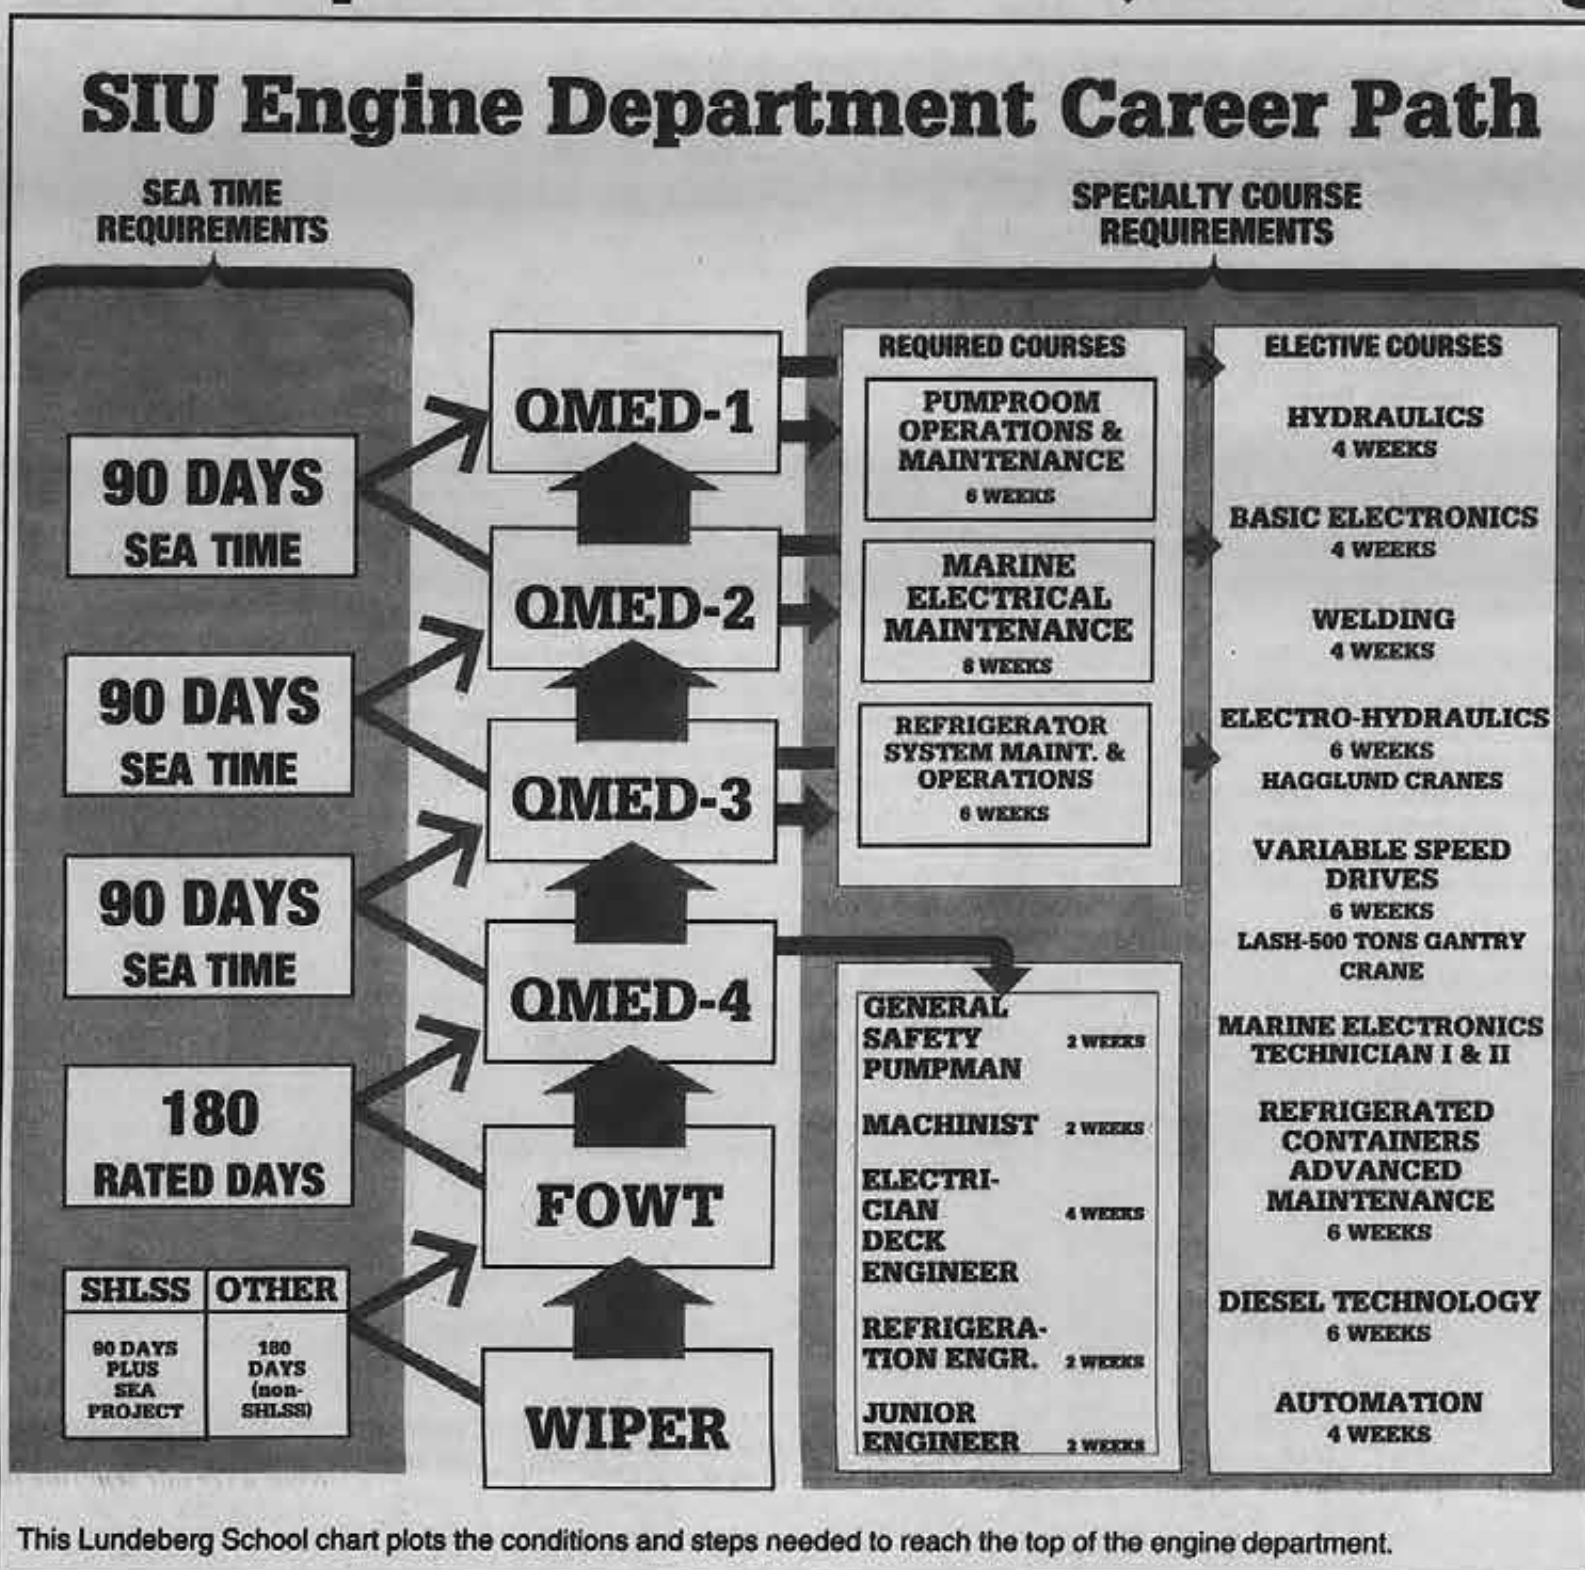 SIU Engine Department Career Path
SEA TIME
REQUIREMENTS
90 DAYS
SEA TIME
90 DAYS
SEA TIME
90 DAYS
SEA TIME
180
RATED DAYS
SHLSS
90 DAYS
PLUS
SEA
PROJECT
OTHER
180
DAYS
(non-
SHLSS)
QMED-1
QMED-2
QMED-3
QMED-4
FOWT
WIPER
SPECIALTY COURSE
REQUIREMENTS
REQUIRED COURSES
PUMPROOM
OPERATIONS &
MAINTENANCE
6 WEEKS
MARINE
ELECTRICAL
MAINTENANCE
WEEKS
REFRIGERATOR
SYSTEM MAINT. &
OPERATIONS
6 WEEKS
GENERAL
SAFETY 2 WEEKS
PUMPMAN
MACHINIST 2 WEEKS
ELECTRI-
CIAN 4 WEEKS
DECK
ENGINEER
REFRIGERA-
TION ENGR. 2 WEEKS
JUNIOR
ENGINEER 2 WEEKS
ELECTIVE COURSES
HYDRAULICS
4 WEEKS
BASIC ELECTRONICS
4 WEEKS
WELDING
4 WEEKS
ELECTRO-HYDRAULICS
6 WEEKS
HAGGLUND CRANES
VARIABLE SPEED
DRIVES
6 WEEKS
LASH-500 TONS GANTRY
CRANE
MARINE ELECTRONICS
TECHNICIAN I & II
REFRIGERATED
CONTAINERS
ADVANCED
MAINTENANCE
6 WEEKS
DIESEL TECHNOLOGY
6 WEEKS
AUTOMATION
4 WEEKS
This Lundeberg School chart plots the conditions and steps needed to reach the top of the engine department.